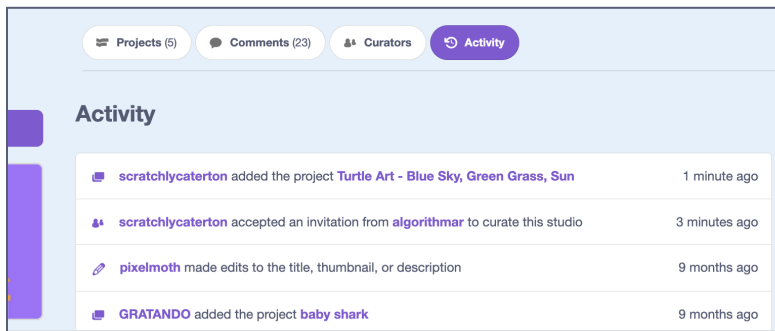 Projects (5) Comments (23) Curators Activity
Activity
scratchlycaterton added the project Turtle Art - Blue Sky, Green Grass, Sun 1 minute ago
scratchlycaterton accepted an invitation from algorithmar to curate this studio 3 minutes ago
pixelmoth made edits to the title, thumbnail, or description 9 months ago
GRATANDO added the project baby shark 9 months ago